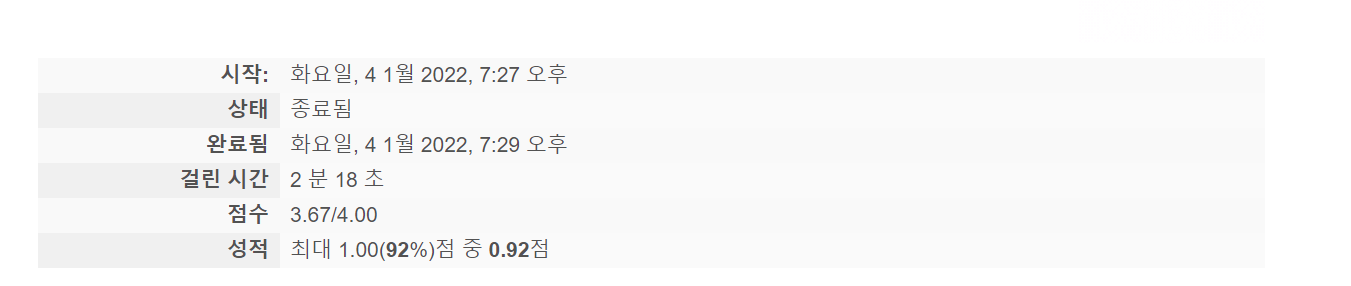 시작: 화요일, 4 1월 2022, 7:27 오후
상태 종료됨
완료됨 화요일, 4 1월 2022, 7:29 오후
걸린 시간 2 분 18 초
점수 3.67/4.00
성적 최대 1.00(92%)점 중 0.92점